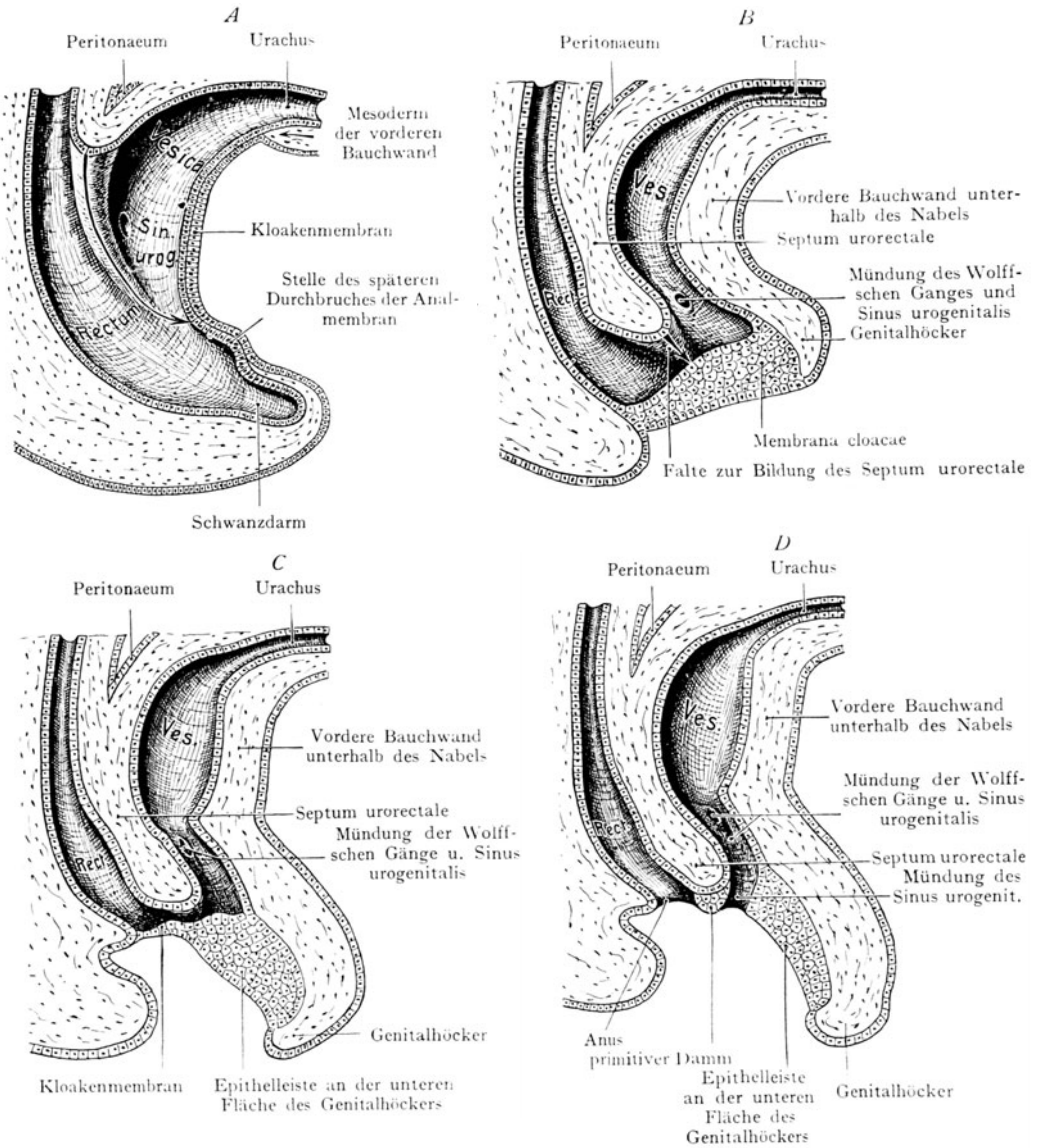 A
Peritonaeum
Urachus
Mesoderm
der vorderen
Bauchwand
Vesica
Sin.
urog.
Kloakenmembran
Stelle des späteren
Durchbruches der Anal-
membran
Rectum
Schwanzdarm
B
Peritonaeum
Urachus
Ves.
Vordere Bauchwand unter-
halb des Nabels
Septum urorectale
Mündung des Wolff-
schen Ganges und
Sinus urogenitalis
Genitalhöcker
Rect.
Membrana cloacae
Falte zur Bildung des Septum urorectale
C
Peritonaeum
Urachus
Ves.
Vordere Bauchwand
unterhalb des Nabels
Septum urorectale
Mündung der Wolff-
schen Gänge u. Sinus
urogenitalis
Rect.
Genitalhöcker
Kloakenmembran
Epithelleiste an der unteren
Fläche des Genitalhöckers
D
Peritonaeum
Urachus
Ves.
Vordere Bauchwand
unterhalb des Nabels
Mündung der Wolff-
schen Gänge u. Sinus
urogenitalis
Rect.
Septum urorectale
Mündung des
Sinus urogenit.
Anus
primitiver Damm
Epithelleiste
an der unteren
Fläche des
Genitalhöckers
Genitalhöcker